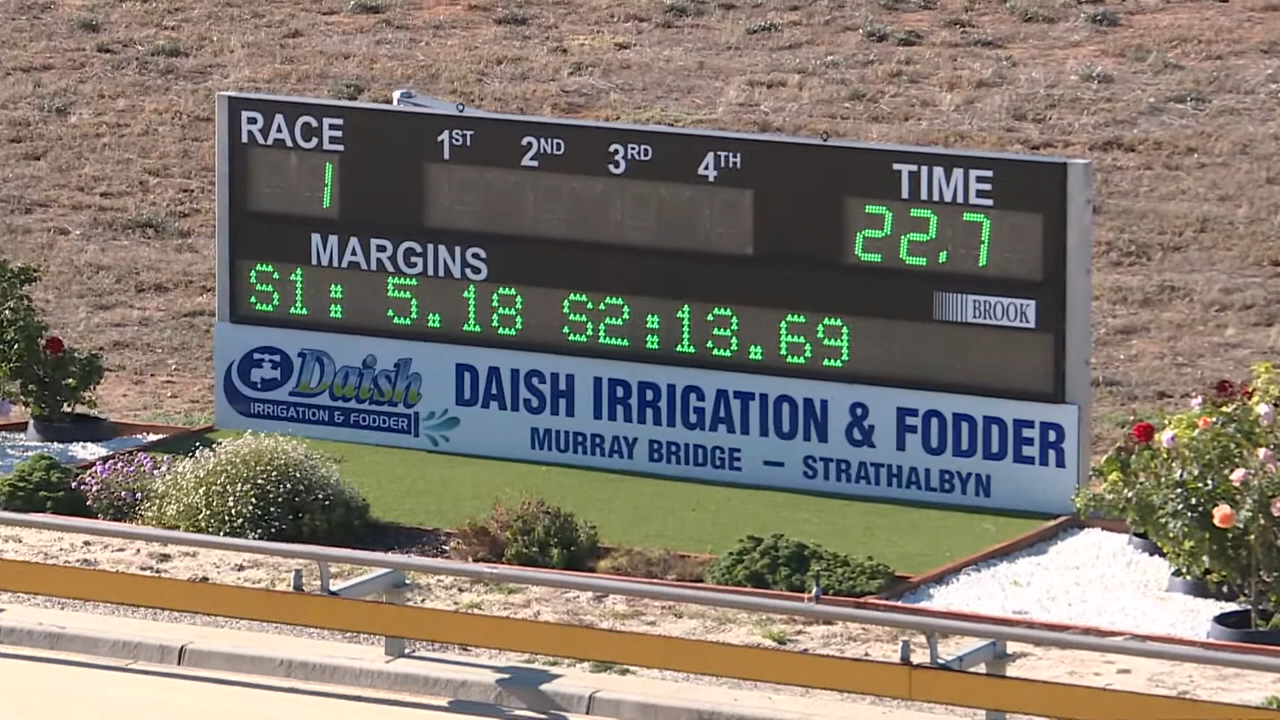 RACE 1ST 2ND 3RD 4TH TIME
1 22.7
MARGINS
BROOK
S1: 5.18 S2:13.69
Daish
IRRIGATION & FODDER
DAISH IRRIGATION & FODDER
MURRAY BRIDGE – STRATHALBYN